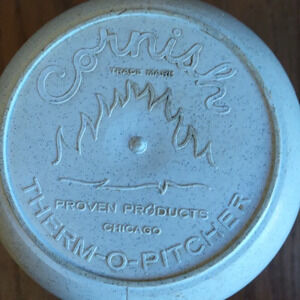 Cornish
TRADE MARK
PROVEN PRODUCTS
CHICAGO
THERM-O-PITCHER